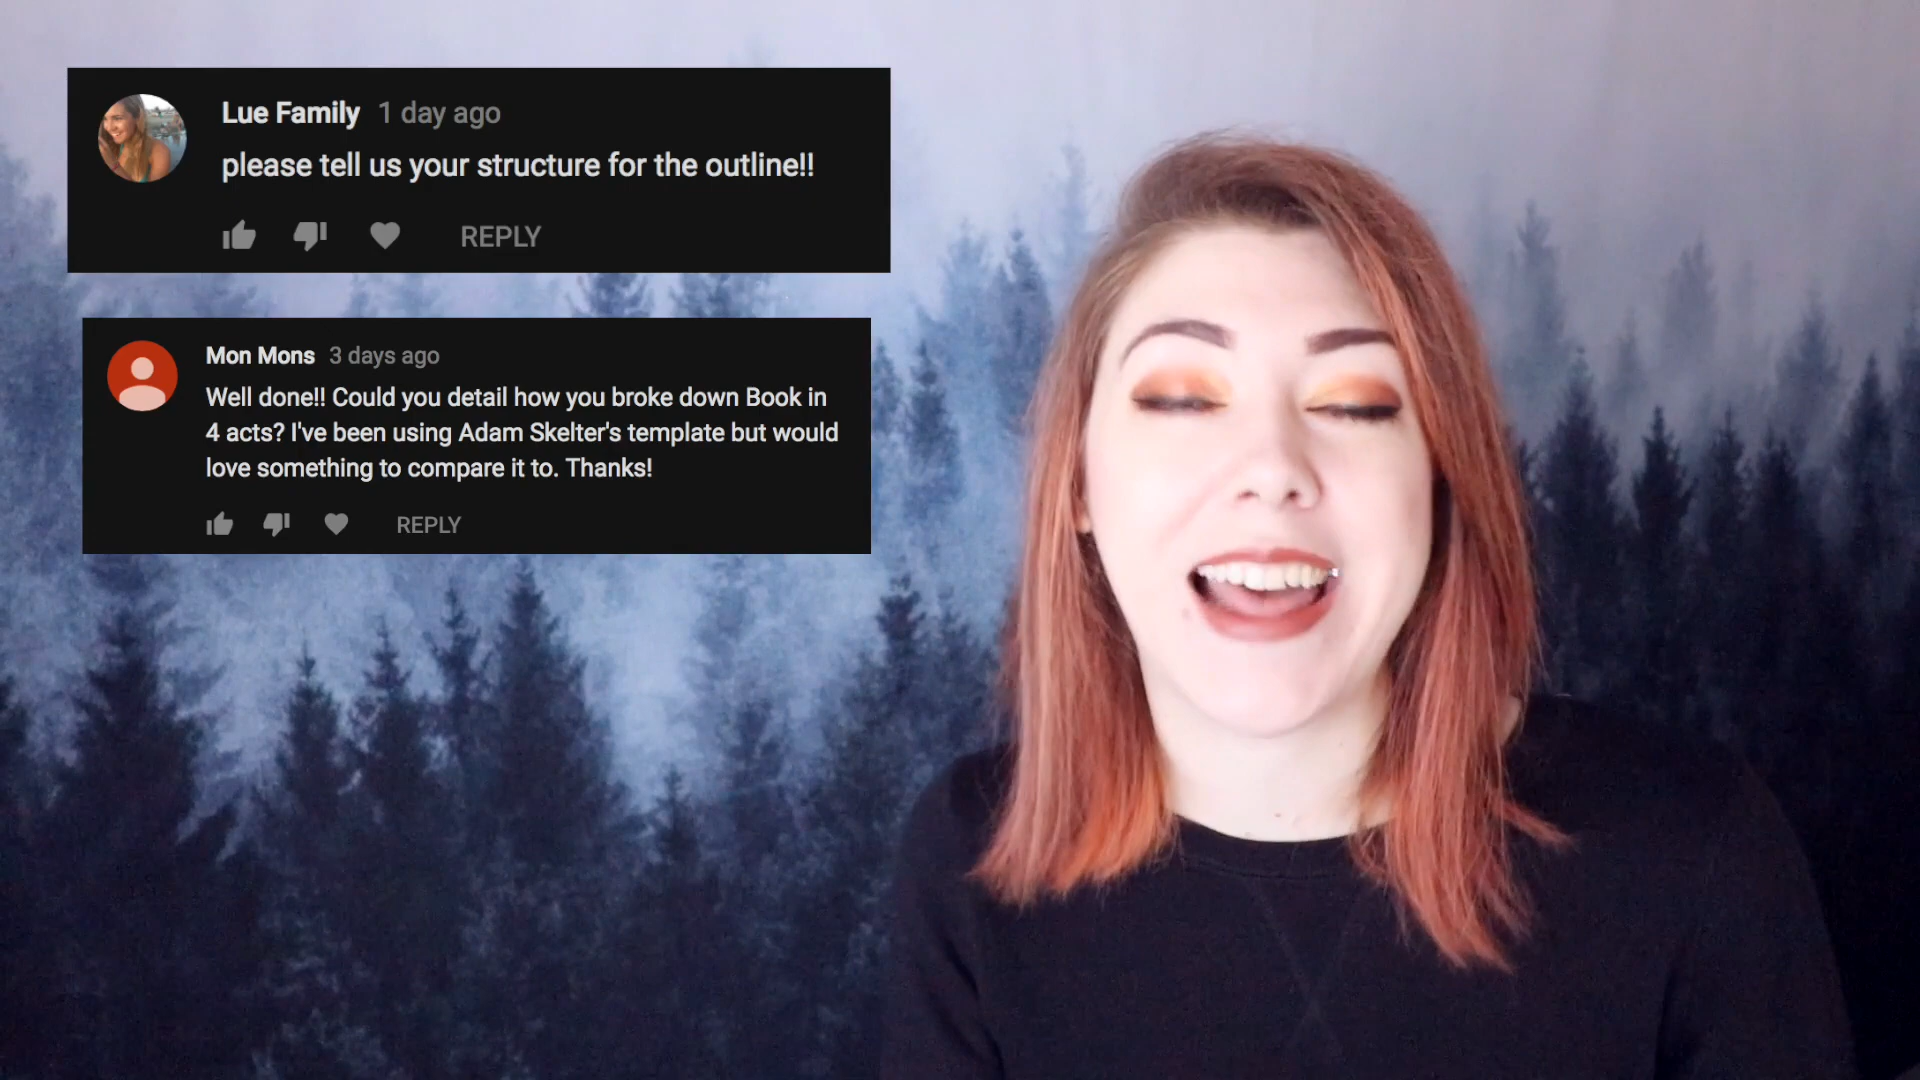 Lue Family 1 day ago
please tell us your structure for the outline!!
REPLY
Mon Mons 3 days ago
Well done!! Could you detail how you broke down Book in
4 acts? I've been using Adam Skelter's template but would
love something to compare it to. Thanks!
REPLY